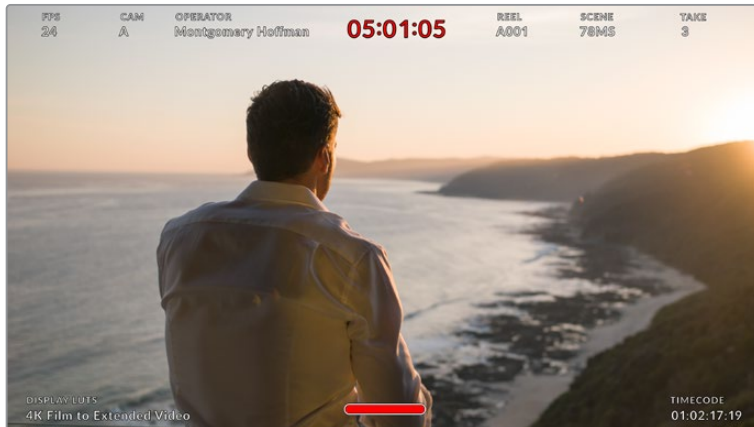 FPS CAM OPERATOR 05:01:05 REEL SCENE TAKE
24 A Montgomery Hoffman A001 78MS 3
DISPLAY LUTS TIMECODE
4K Film to Extended Video 01:02:17:19